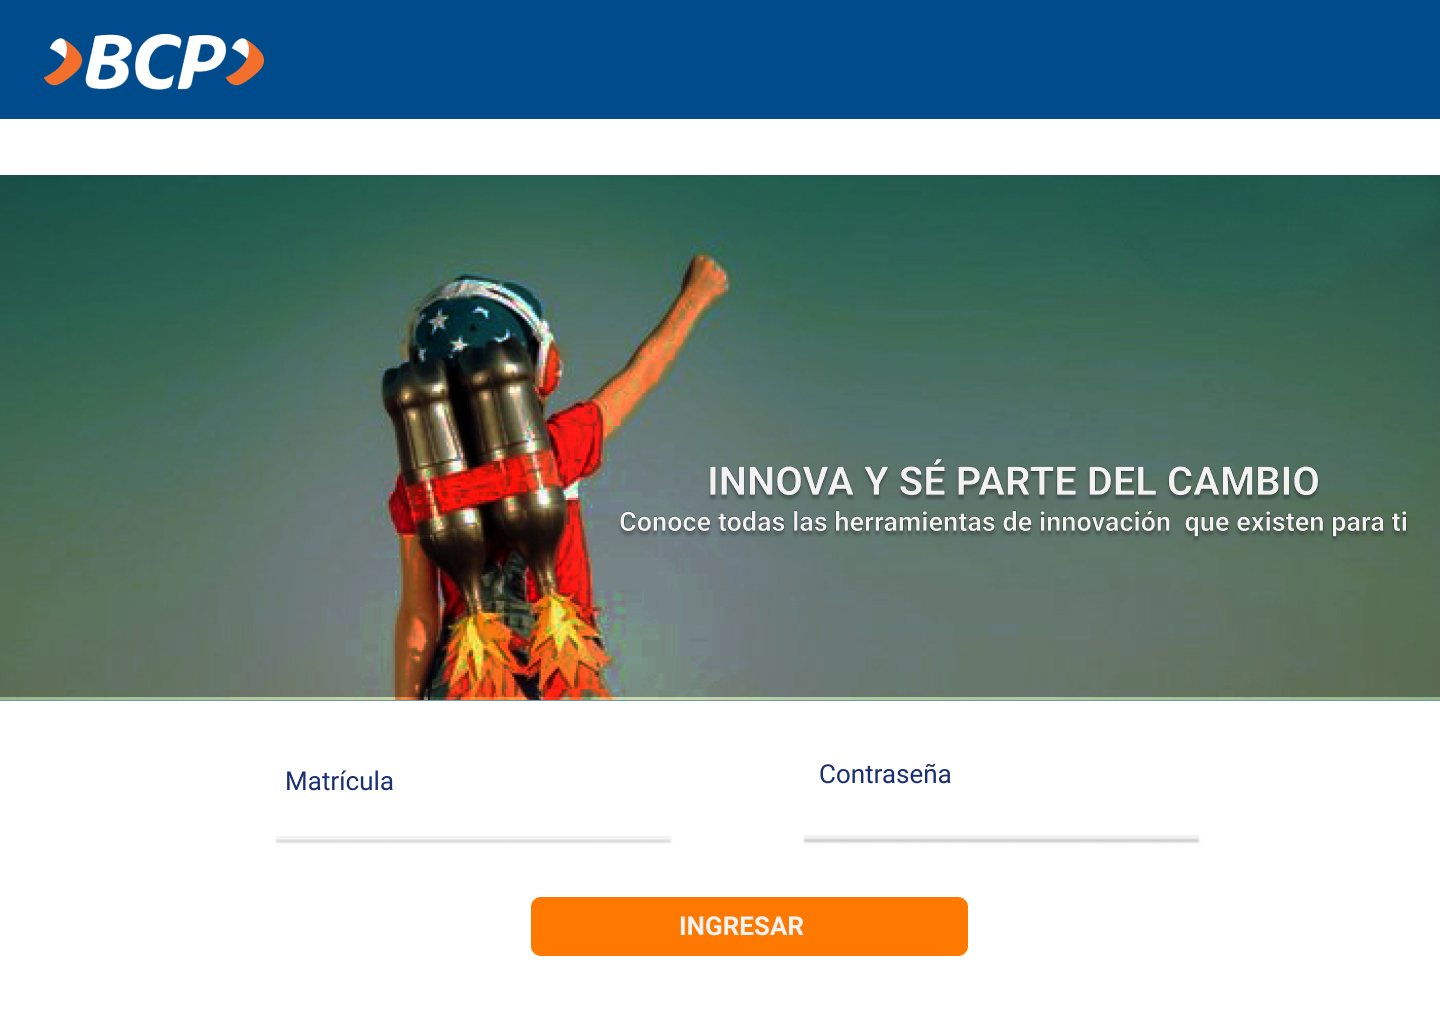 BCP
INNOVA Y SÉ PARTE DEL CAMBIO
Conoce todas las herramientas de innovación que existen para ti
Matrícula
Contraseña
INGRESAR